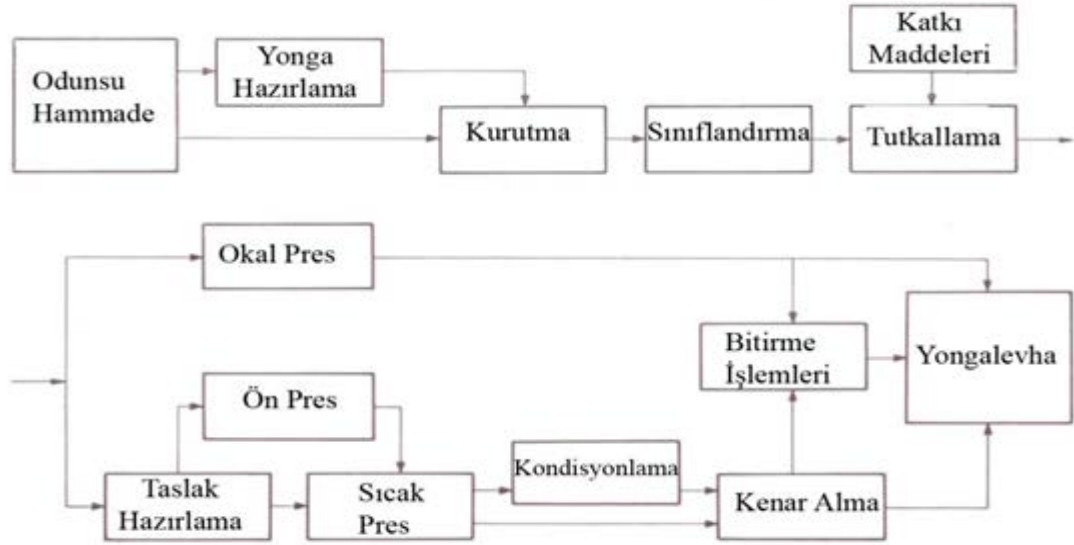 Odunsu
Hammade
Yonga
Hazırlama
Kurutma
Sınıflandırma
Katkı
Maddeleri
Tutkallama
Okal Pres
Ön Pres
Taslak
Hazırlama
Sıcak
Pres
Kondisyonlama
Kenar Alma
Bitirme
İşlemleri
Yongalevha